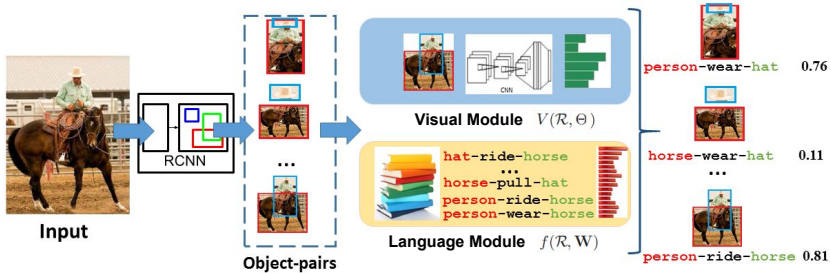 Input
RCNN
...
Object-pairs
CNN
Visual Module V(R, Θ)
hat-ride-horse
...
horse-pull-hat
person-ride-horse
person-wear-horse
Language Module f(R, W)
person-wear-hat 0.76
horse-wear-hat 0.11
...
person-ride-horse 0.81